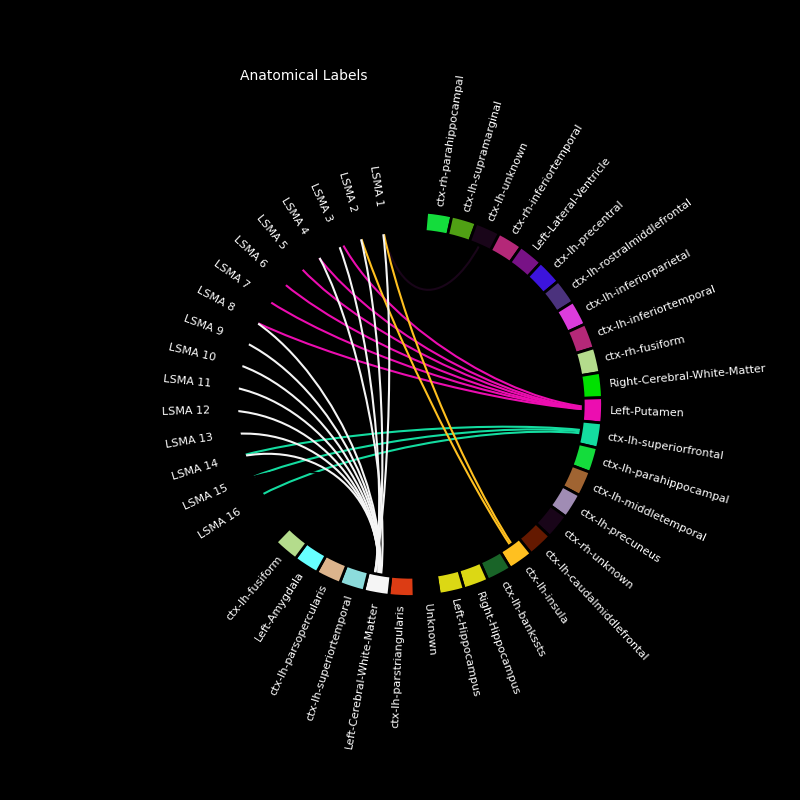 Anatomical Labels
ctx-rh-parahippocampal
ctx-lh-supramarginal
ctx-lh-unknown
ctx-rh-inferiortemporal
Left-Lateral-Ventricle
ctx-lh-precentral
ctx-lh-rostralmiddlefrontal
ctx-lh-inferiorparietal
ctx-lh-inferiortemporal
ctx-rh-fusiform
Right-Cerebral-White-Matter
Left-Putamen
ctx-lh-superiorfrontal
ctx-lh-parahippocampal
ctx-lh-middletemporal
ctx-lh-precuneus
ctx-rh-unknown
ctx-lh-caudalmiddlefrontal
ctx-lh-insula
ctx-lh-bankssts
Right-Hippocampus
Left-Hippocampus
Unknown
ctx-lh-parstriangularis
Left-Cerebral-White-Matter
ctx-lh-superiortemporal
ctx-lh-parsopercularis
Left-Amygdala
ctx-lh-fusiform
LSMA 16
LSMA 15
LSMA 14
LSMA 13
LSMA 12
LSMA 11
LSMA 10
LSMA 9
LSMA 8
LSMA 7
LSMA 6
LSMA 5
LSMA 4
LSMA 3
LSMA 2
LSMA 1